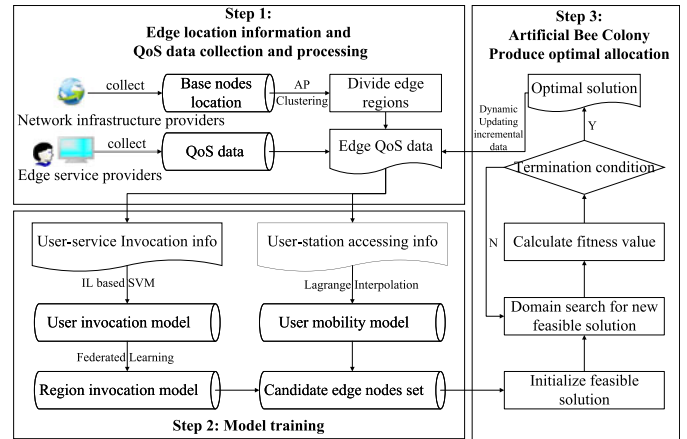 Step 1:
Edge location information and
QoS data collection and processing
collect
Base nodes
location
AP
Clustering
Divide edge
regions
Network infrastructure providers
collect
QoS data
Edge QoS data
Edge service providers
User-service Invocation info
User-station accessing info
IL based SVM
Lagrange Interpolation
User invocation model
User mobility model
Federated Learning
Region invocation model
Candidate edge nodes set
Step 2: Model training
Step 3:
Artificial Bee Colony
Produce optimal allocation
Optimal solution
Dynamic
Updating
incremental
data
Y
Termination condition
N
Calculate fitness value
Domain search for new
feasible solution
Initialize feasible
solution